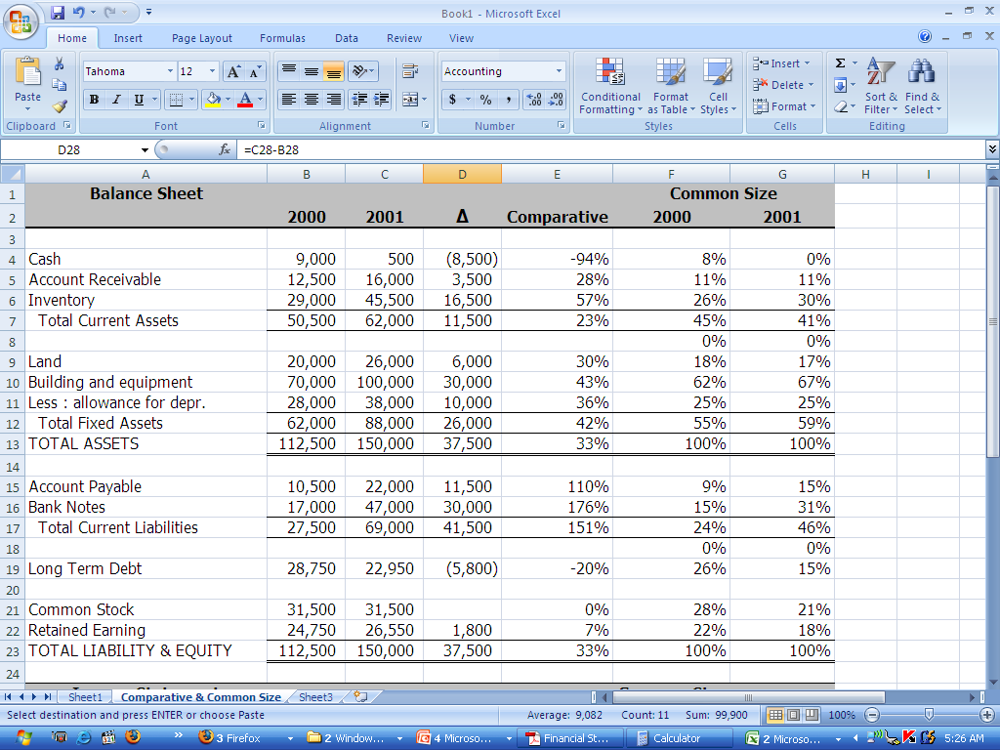 Book1 - Microsoft Excel
Home Insert Page Layout Formulas Data Review View
Tahoma 12 Accounting Insert Σ
Paste B I U A $ % , Conditional Formatting Format as Table Cell Styles Delete Format Sort & Filter Find & Select
Clipboard Font Alignment Number Styles Cells Editing
D28 fx =C28-B28
A B C D E F G H I
1 Balance Sheet Common Size
2 2000 2001 Δ Comparative 2000 2001
3
4 Cash 9,000 500 (8,500) -94% 8% 0%
5 Account Receivable 12,500 16,000 3,500 28% 11% 11%
6 Inventory 29,000 45,500 16,500 57% 26% 30%
7 Total Current Assets 50,500 62,000 11,500 23% 45% 41%
8 0% 0%
9 Land 20,000 26,000 6,000 30% 18% 17%
10 Building and equipment 70,000 100,000 30,000 43% 62% 67%
11 Less : allowance for depr. 28,000 38,000 10,000 36% 25% 25%
12 Total Fixed Assets 62,000 88,000 26,000 42% 55% 59%
13 TOTAL ASSETS 112,500 150,000 37,500 33% 100% 100%
14
15 Account Payable 10,500 22,000 11,500 110% 9% 15%
16 Bank Notes 17,000 47,000 30,000 176% 15% 31%
17 Total Current Liabilities 27,500 69,000 41,500 151% 24% 46%
18 0% 0%
19 Long Term Debt 28,750 22,950 (5,800) -20% 26% 15%
20
21 Common Stock 31,500 31,500 0% 28% 21%
22 Retained Earning 24,750 26,550 1,800 7% 22% 18%
23 TOTAL LIABILITY & EQUITY 112,500 150,000 37,500 33% 100% 100%
24
Sheet1 Comparative & Common Size Sheet3
Select destination and press ENTER or choose Paste Average: 9,082 Count: 11 Sum: 99,900 100%
3 Firefox 2 Window... 4 Microso... Financial St... Calculator 2 Microso... 5:26 AM